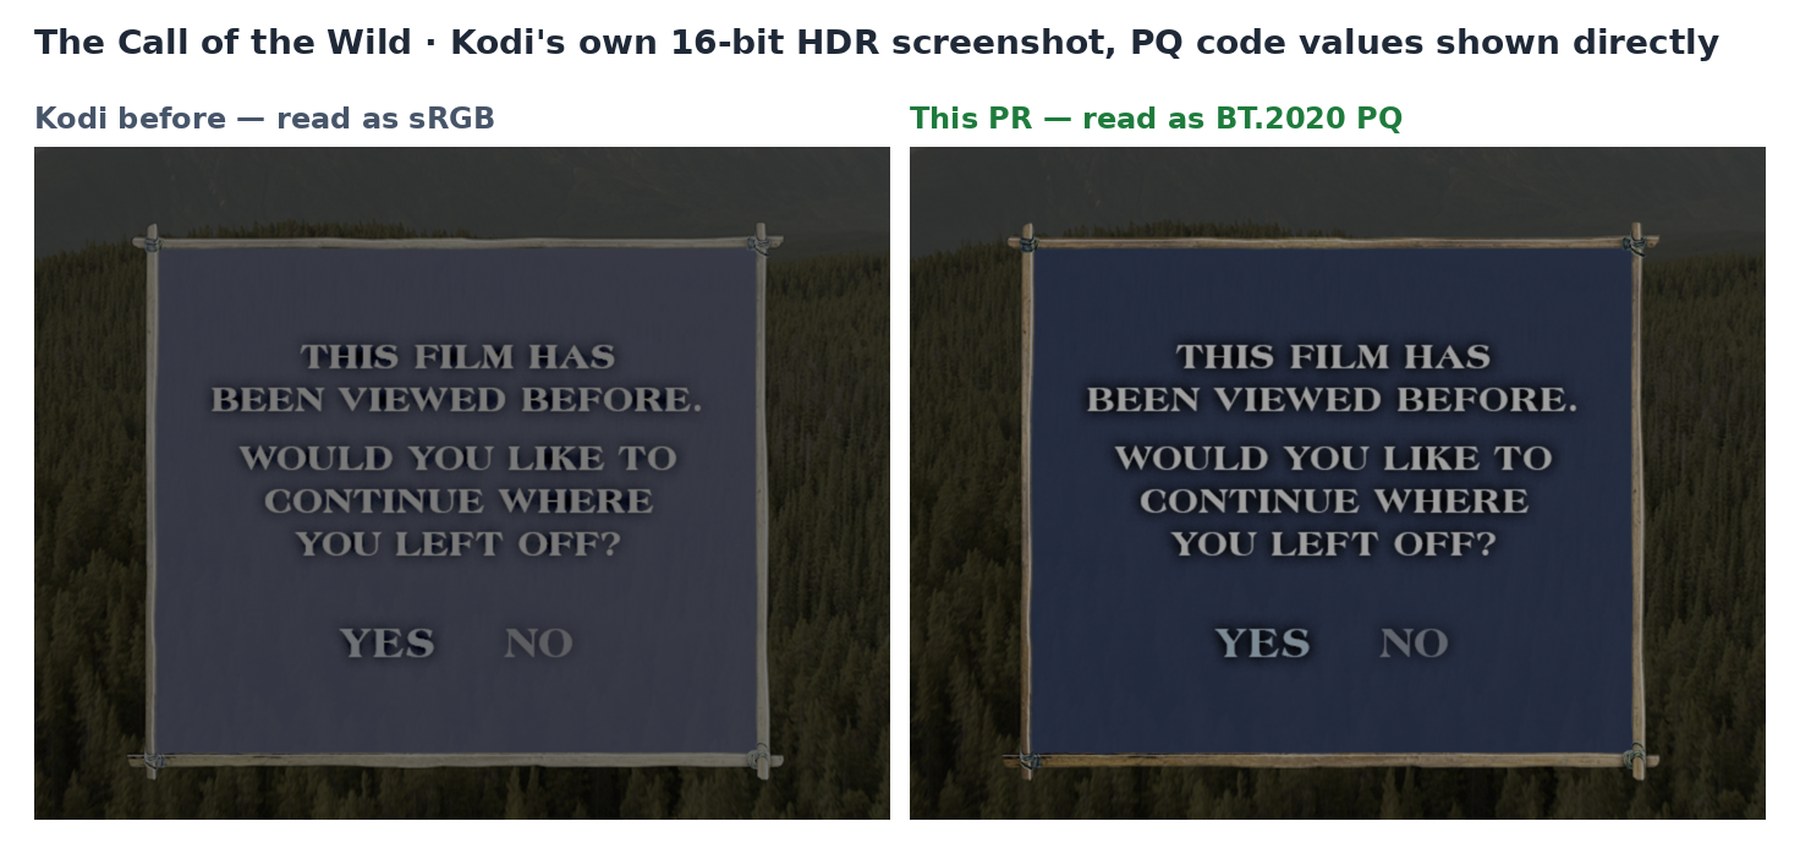 The Call of the Wild · Kodi's own 16-bit HDR screenshot, PQ code values shown directly
Kodi before — read as sRGB
THIS FILM HAS
BEEN VIEWED BEFORE.
WOULD YOU LIKE TO
CONTINUE WHERE
YOU LEFT OFF?
YES NO
This PR — read as BT.2020 PQ
THIS FILM HAS
BEEN VIEWED BEFORE.
WOULD YOU LIKE TO
CONTINUE WHERE
YOU LEFT OFF?
YES NO